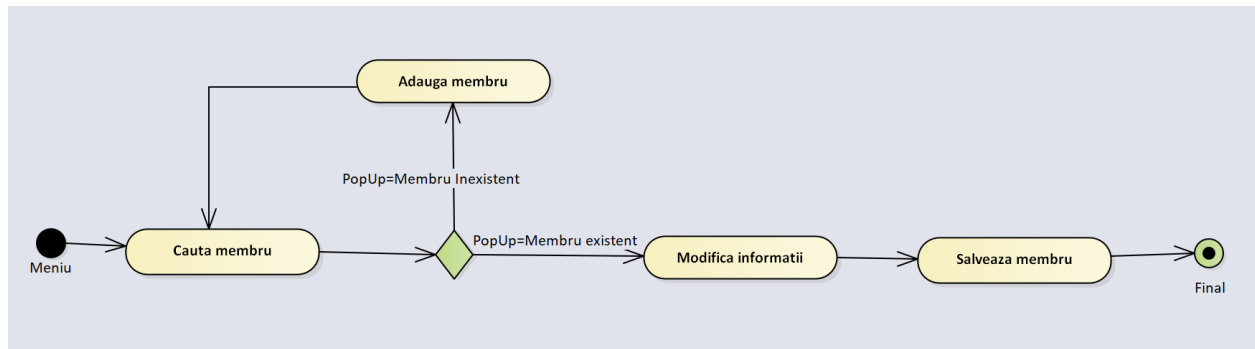 Adauga membru
PopUp=Membru Inexistent
Meniu
Cauta membru
PopUp=Membru existent
Modifica informatii
Salveaza membru
Final